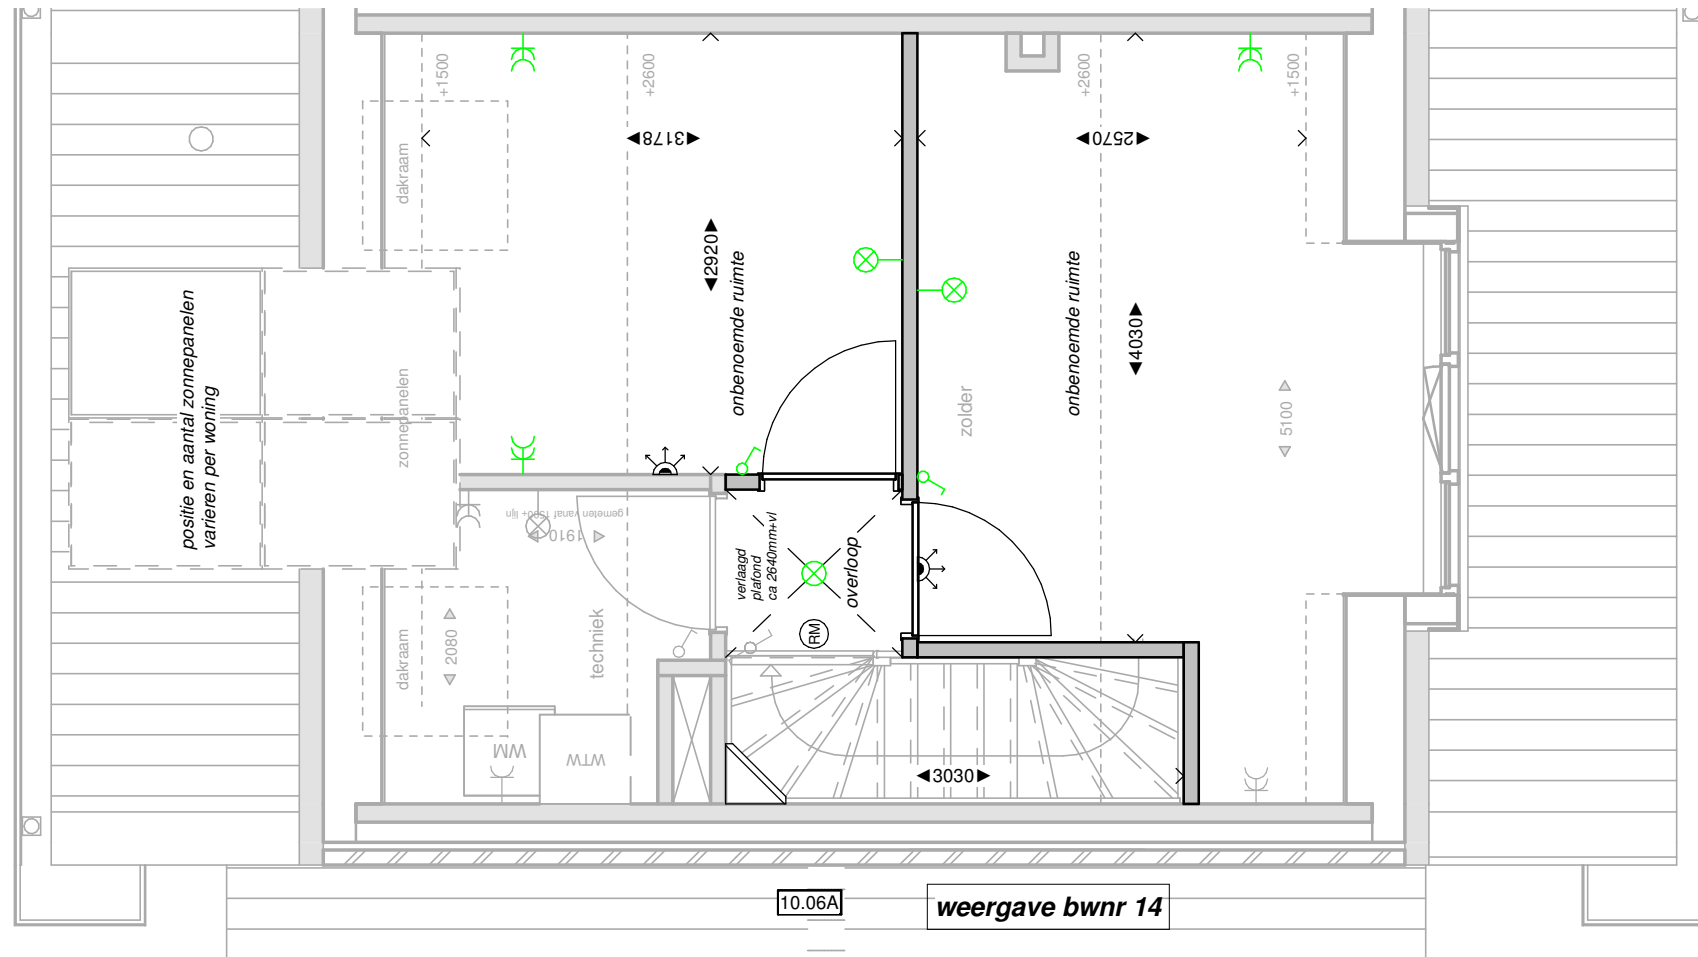 +1500
+2600
+2600
+1500
dakraam
3178
2570
2920
onbenoemde ruimte
onbenoemde ruimte
4030
zolder
5100
positie en aantal zonnepanelen
varieren per woning
zonnepanelen
gemeten vanaf 1500+ lijn
1910
verlaagd
plafond
ca 2640mm+vl
overloop
RM
dakraam
2080
techniek
WM
WTW
3030
10.06A
weergave bwnr 14